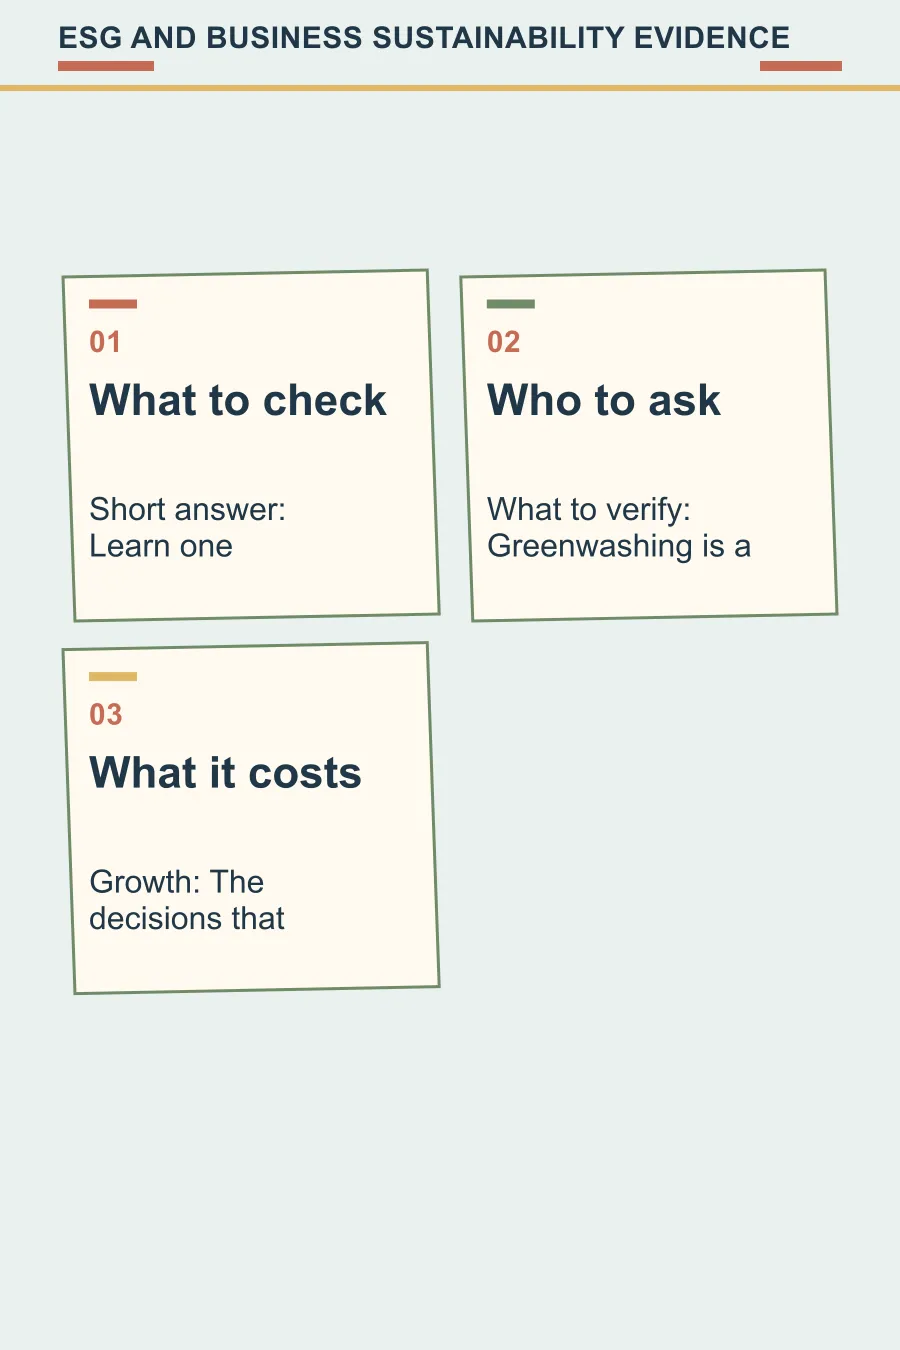 ESG AND BUSINESS SUSTAINABILITY EVIDENCE
01
What to check
Short answer:
Learn one
02
Who to ask
What to verify:
Greenwashing is a
03
What it costs
Growth: The
decisions that